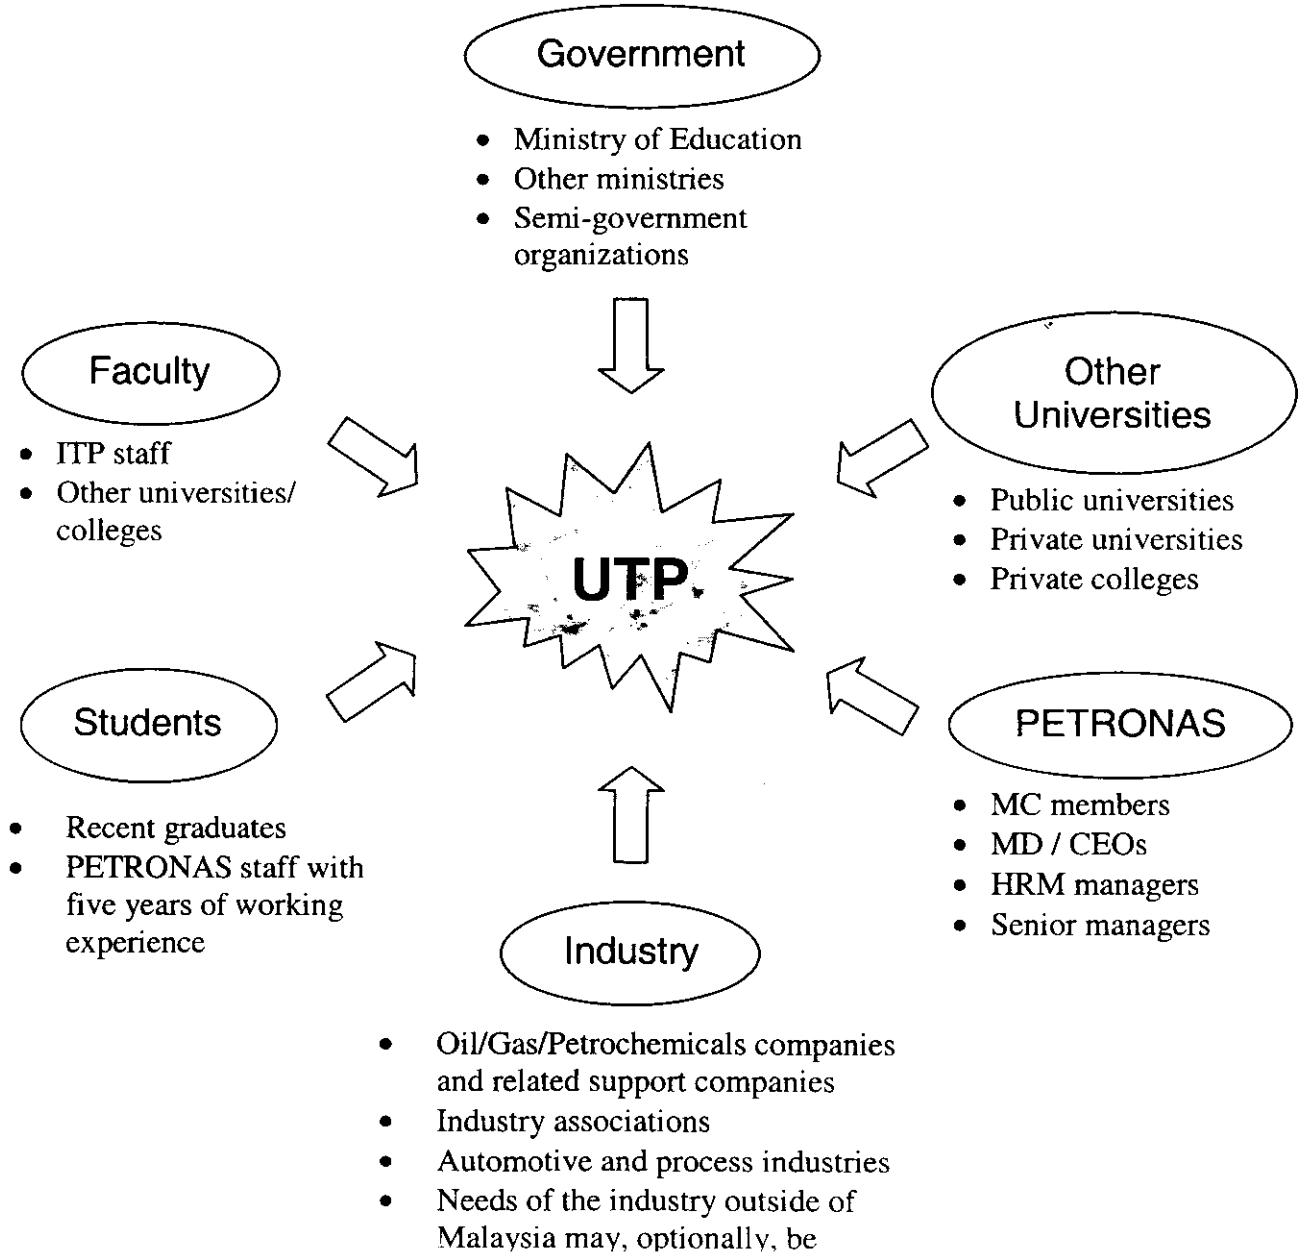 Government
• Ministry of Education
• Other ministries
• Semi-government
organizations
Faculty
• ITP staff
• Other universities/
colleges
Other
Universities
• Public universities
• Private universities
• Private colleges
UTP
Students
• Recent graduates
• PETRONAS staff with
five years of working
experience
PETRONAS
• MC members
• MD / CEOs
• HRM managers
• Senior managers
Industry
• Oil/Gas/Petrochemicals companies
and related support companies
• Industry associations
• Automotive and process industries
• Needs of the industry outside of
Malaysia may, optionally, be